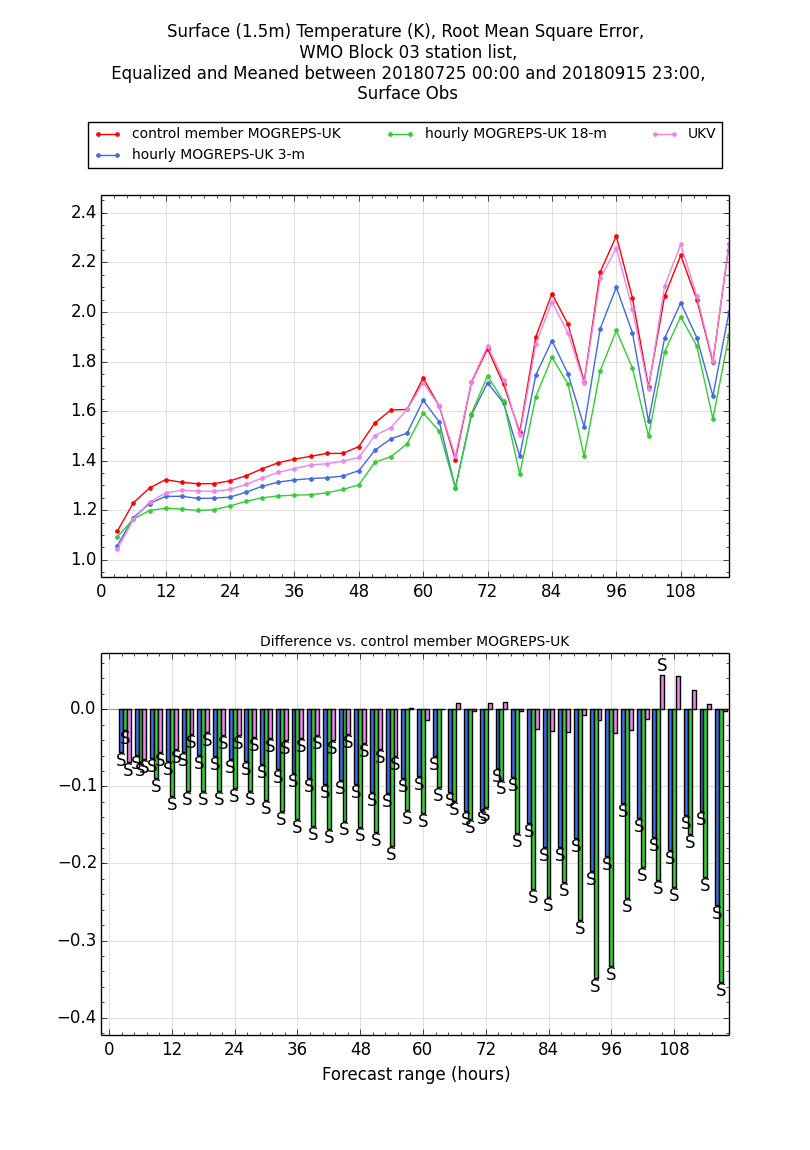 Surface (1.5m) Temperature (K), Root Mean Square Error,
WMO Block 03 station list,
Equalized and Meaned between 20180725 00:00 and 20180915 23:00,
Surface Obs
control member MOGREPS-UK hourly MOGREPS-UK 18-m UKV
hourly MOGREPS-UK 3-m
2.4
2.2
2.0
1.8
1.6
1.4
1.2
1.0
0 12 24 36 48 60 72 84 96 108
Difference vs. control member MOGREPS-UK
S
0.0
−0.1
−0.2
−0.3
−0.4
0 12 24 36 48 60 72 84 96 108
Forecast range (hours)